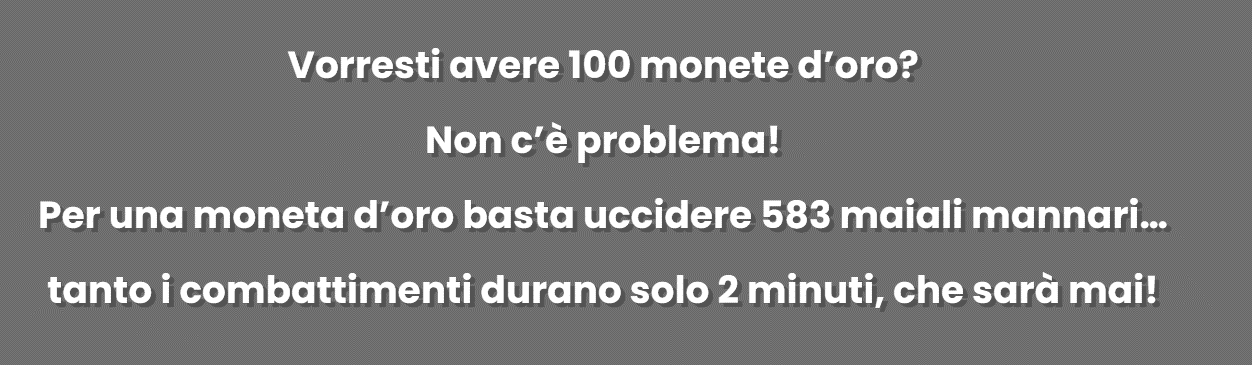 Vorresti avere 100 monete d’oro?
Non c’è problema!
Per una moneta d’oro basta uccidere 583 maiali mannari...
tanto i combattimenti durano solo 2 minuti, che sarà mai!